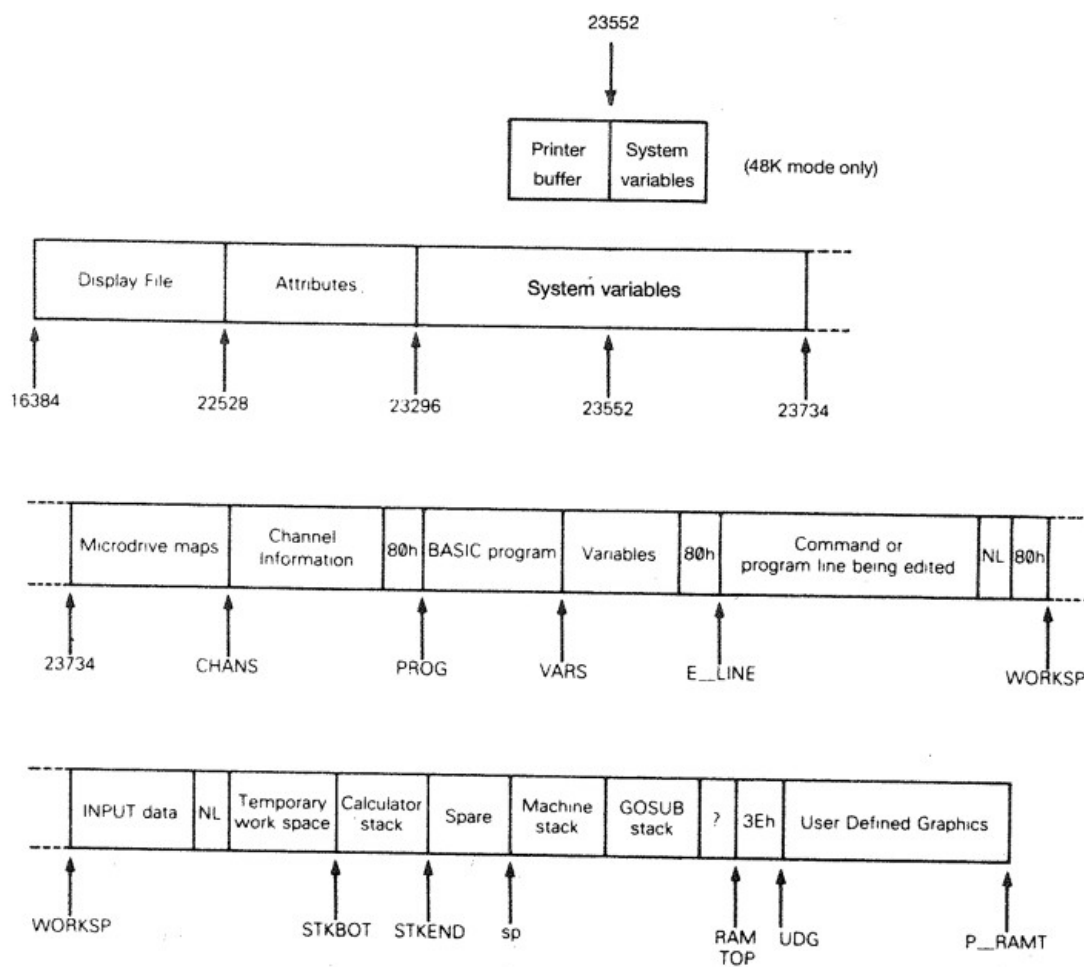 23552
Printer buffer
System variables
(48K mode only)
Display File
Attributes
System variables
16384
22528
23296
23552
23734
Microdrive maps
Channel Information
80h
BASIC program
Variables
80h
Command or program line being edited
NL
80h
23734
CHANS
PROG
VARS
E__LINE
WORKSP
INPUT data
NL
Temporary work space
Calculator stack
Spare
Machine stack
GOSUB stack
?
3Eh
User Defined Graphics
WORKSP
STKBOT
STKEND
sp
RAM TOP
UDG
P__RAMT